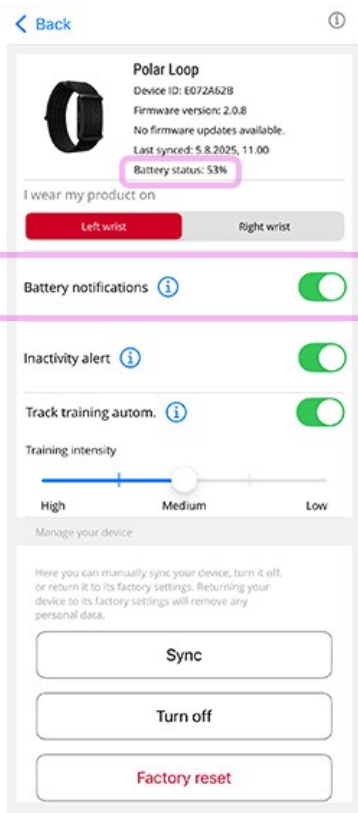 Back
Polar Loop
Device ID: E072A62B
Firmware version: 2.0.8
No firmware updates available.
Last synced: 5.8.2025, 11.00
Battery status: 53%
I wear my product on
Left wrist
Right wrist
Battery notifications
Inactivity alert
Track training autom.
Training intensity
High
Medium
Low
Manage your device
Here you can manually sync your device, turn it off,
or return it to its factory settings. Returning your
device to its factory settings will remove any
personal data.
Sync
Turn off
Factory reset